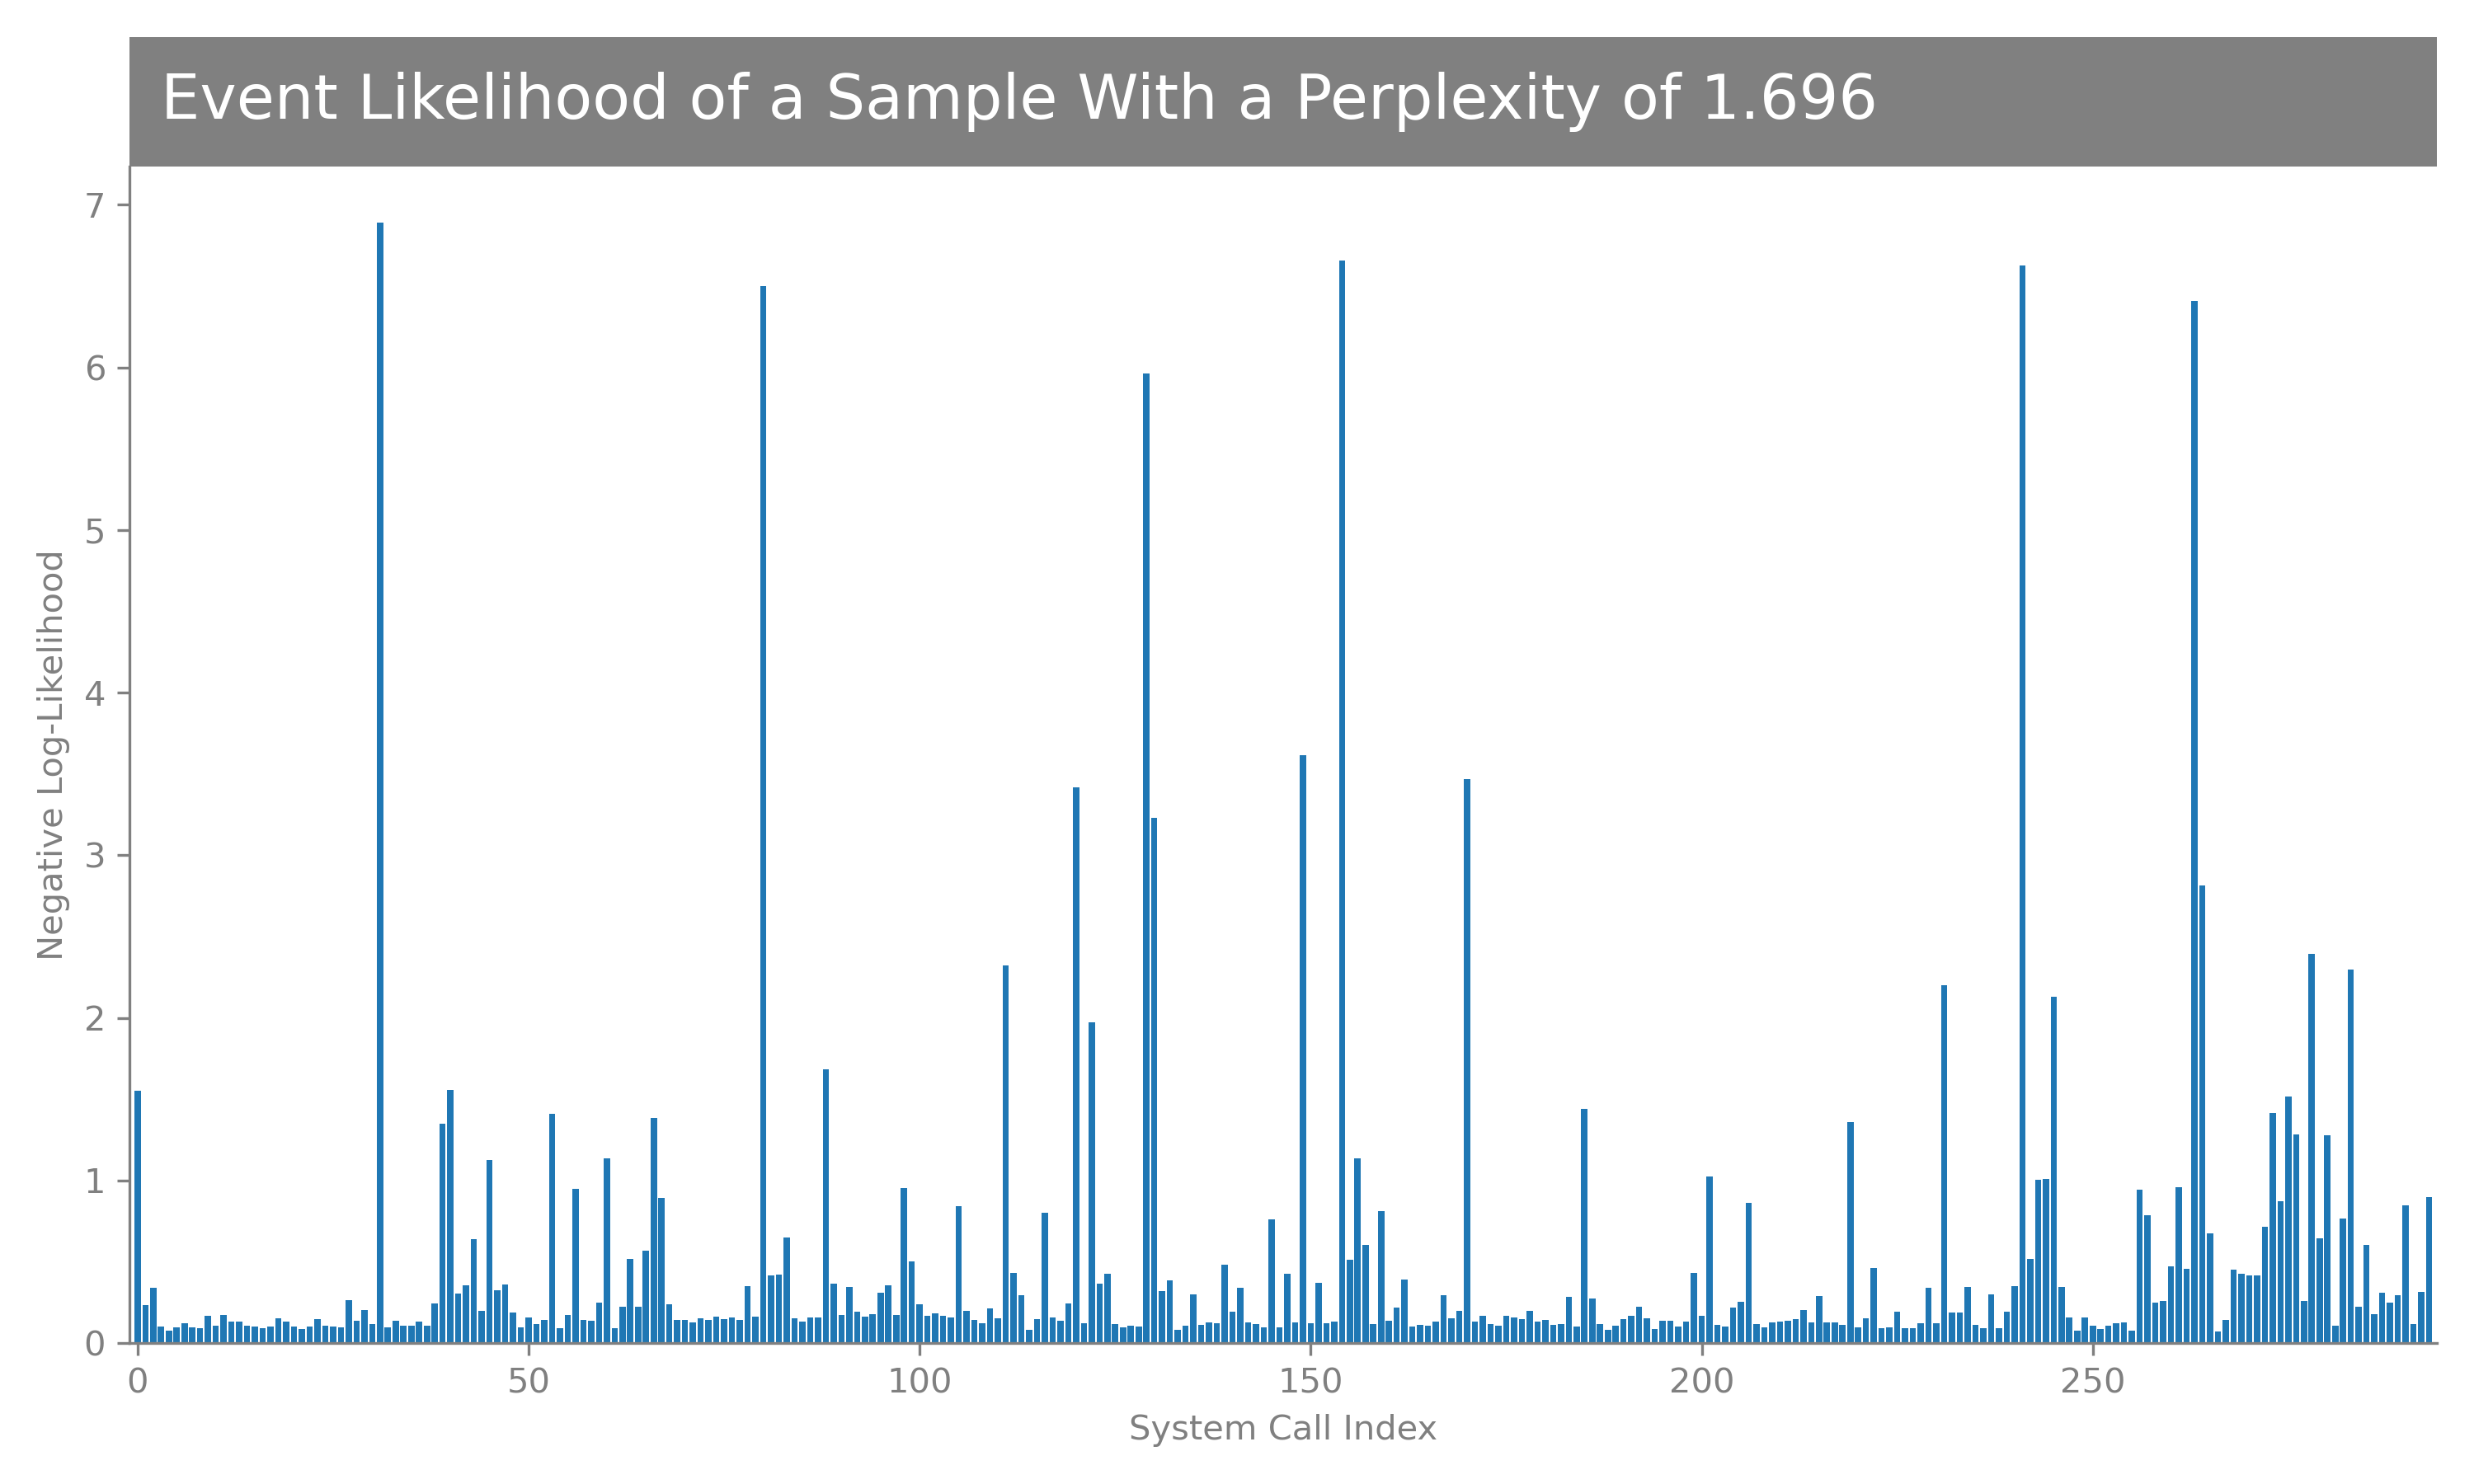 Event Likelihood of a Sample With a Perplexity of 1.696
Negative Log-Likelihood
7
6
5
4
3
2
1
0
0 50 100 150 200 250
System Call Index